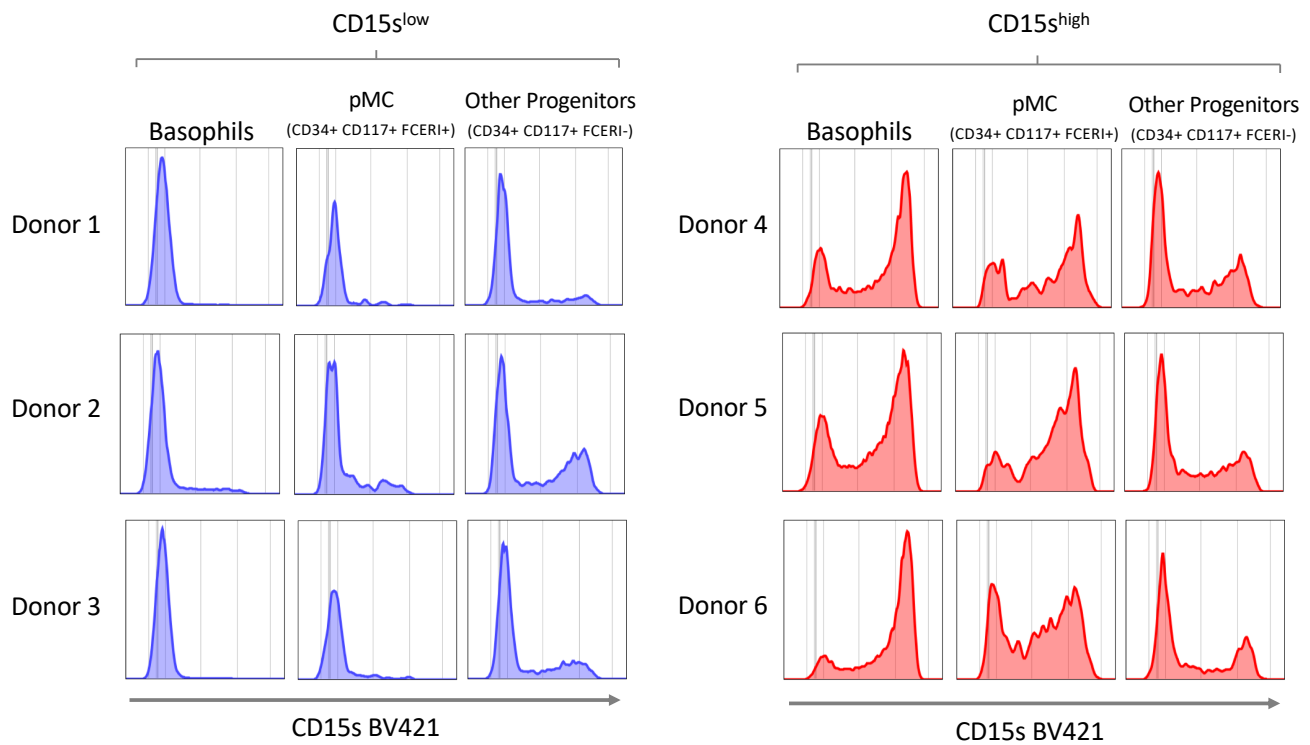 CD15s^low
pMC
Other Progenitors
Basophils
(CD34+ CD117+ FCERI+)
(CD34+ CD117+ FCERI-)
Donor 1
Donor 2
Donor 3
CD15s BV421
CD15s^high
pMC
Other Progenitors
Basophils
(CD34+ CD117+ FCERI+)
(CD34+ CD117+ FCERI-)
Donor 4
Donor 5
Donor 6
CD15s BV421